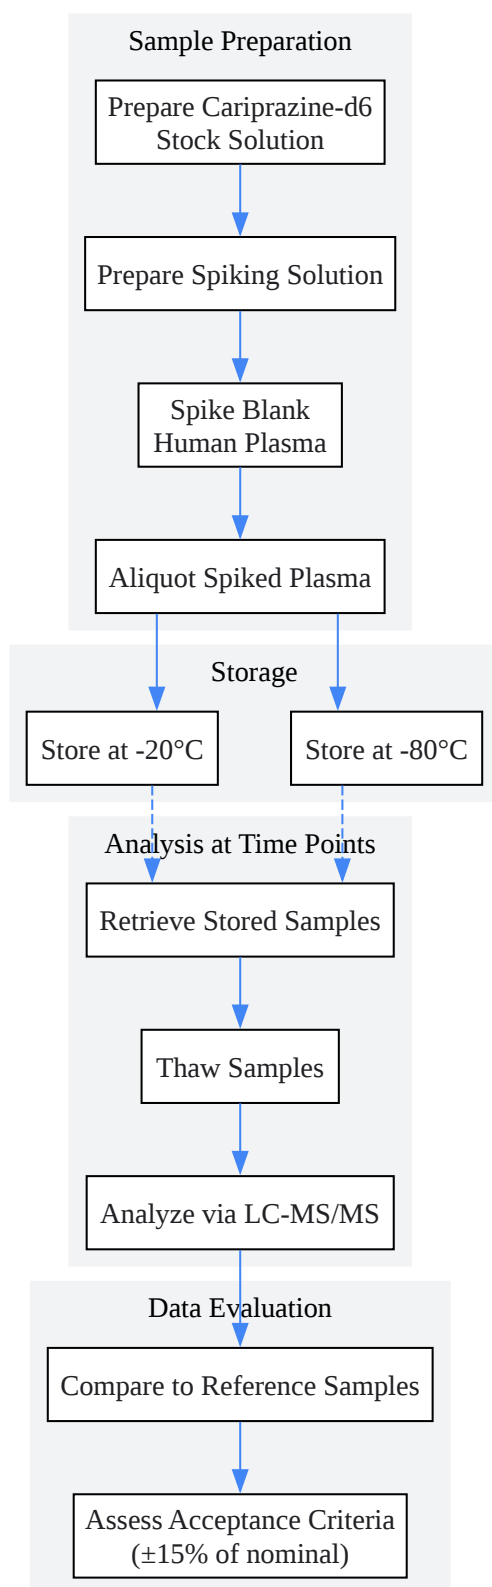 Sample Preparation
Prepare Cariprazine-d6
Stock Solution
Prepare Spiking Solution
Spike Blank
Human Plasma
Aliquot Spiked Plasma
Storage
Store at -20°C
Store at -80°C
Analysis at Time Points
Retrieve Stored Samples
Thaw Samples
Analyze via LC-MS/MS
Data Evaluation
Compare to Reference Samples
Assess Acceptance Criteria
(±15% of nominal)